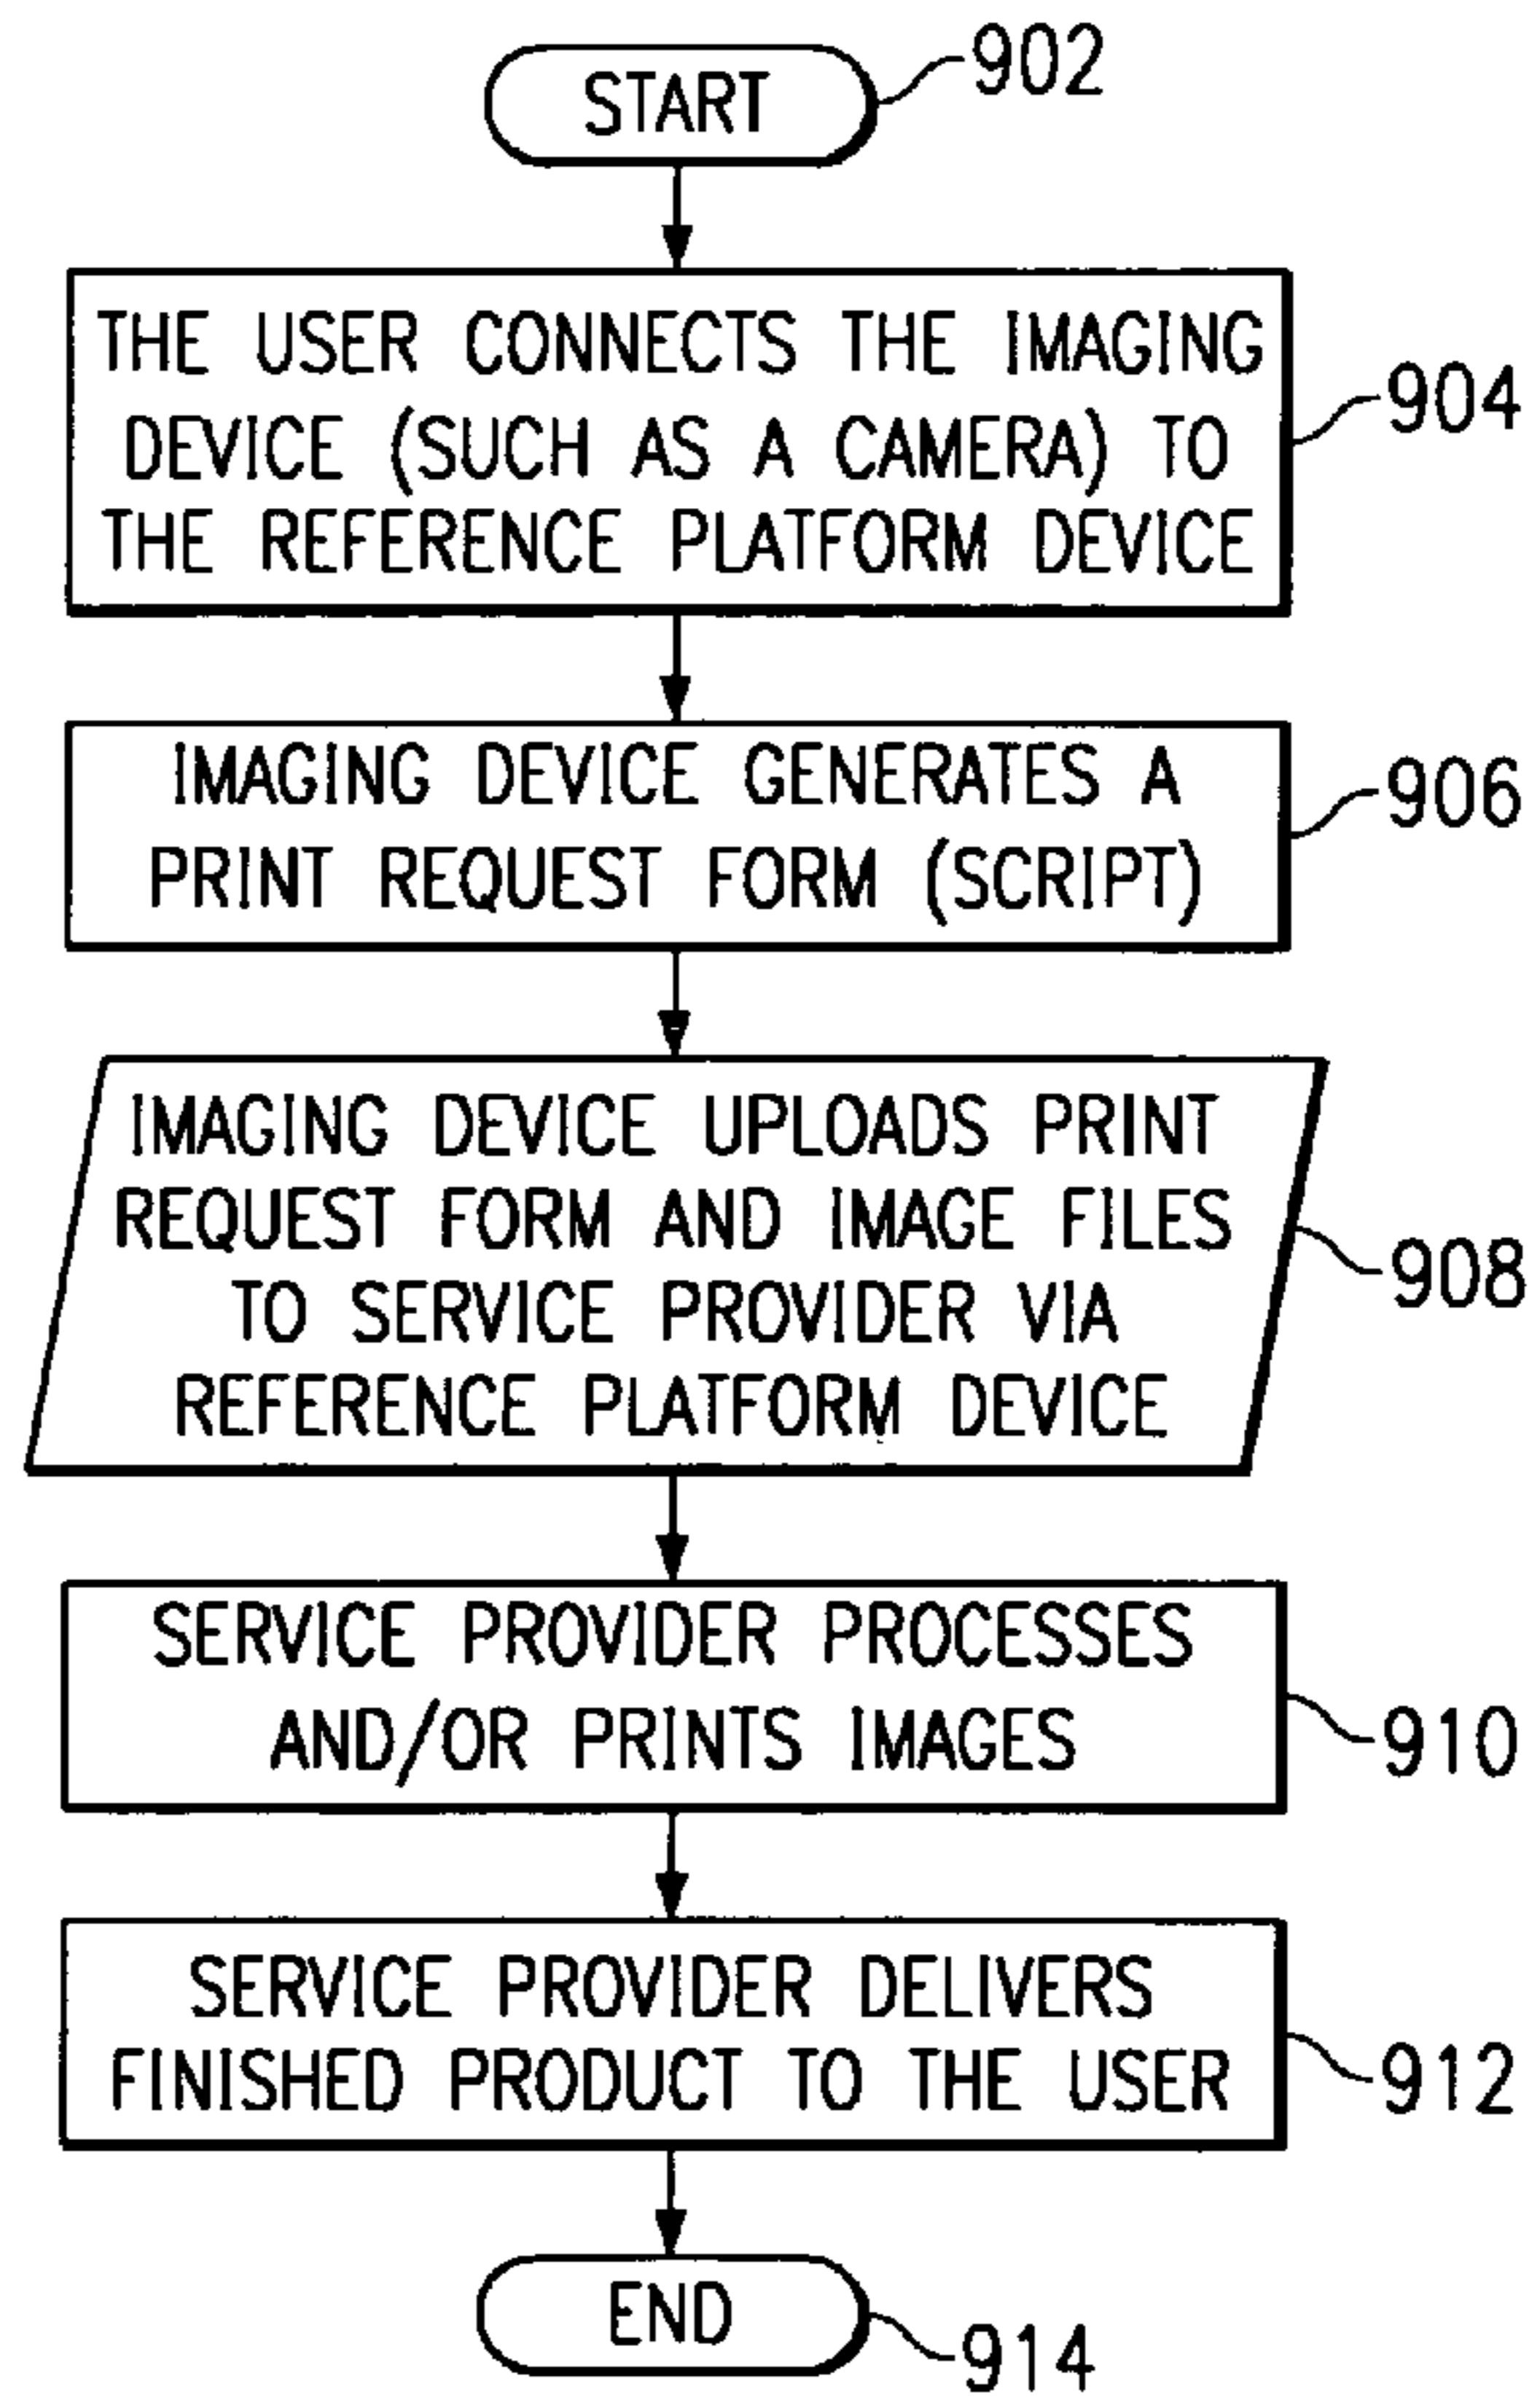 START
902
THE USER CONNECTS THE IMAGING
DEVICE (SUCH AS A CAMERA) TO
THE REFERENCE PLATFORM DEVICE
904
IMAGING DEVICE GENERATES A
PRINT REQUEST FORM (SCRIPT)
906
IMAGING DEVICE UPLOADS PRINT
REQUEST FORM AND IMAGE FILES
TO SERVICE PROVIDER VIA
REFERENCE PLATFORM DEVICE
908
SERVICE PROVIDER PROCESSES
AND/OR PRINTS IMAGES
910
SERVICE PROVIDER DELIVERS
FINISHED PRODUCT TO THE USER
912
END
914